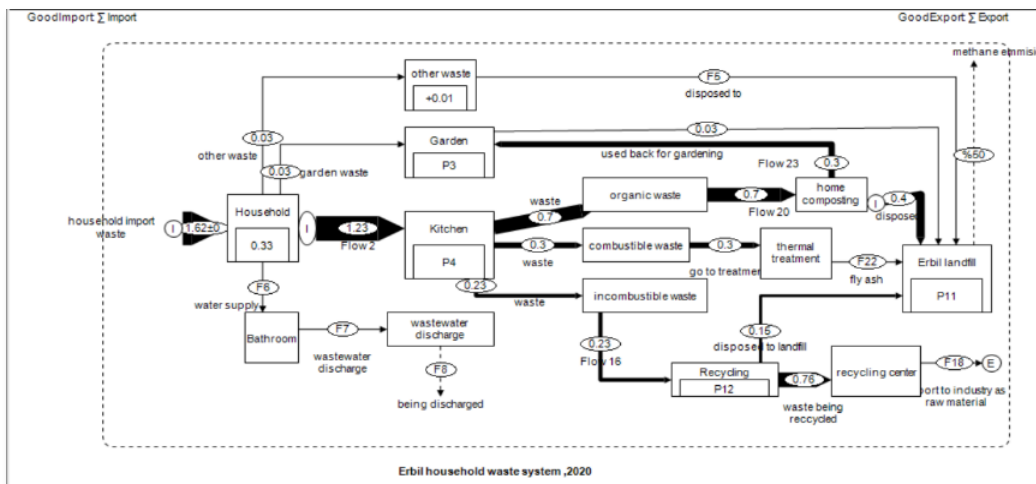 GoodImport: Σ Import
GoodExport: Σ Export
methane emmisi
other waste
+0.01
F5
disposed to
Garden
P3
0.03
used back for gardening
Flow 23
0.3
%50
0.03
other waste
0.03
garden waste
household import
waste
I
1.62±0
Household
0.33
I
1.23
Flow 2
Kitchen
P4
waste
0.7
organic waste
0.7
Flow 20
home
composting
I
0.4
dispose
0.3
waste
combustible waste
0.3
go to treatmen
thermal
treatment
F22
fly ash
Erbil landfill
P11
0.23
waste
incombustible waste
F6
water supply
Bathroom
F7
wastewater
discharge
wastewater
discharge
F8
being discharged
0.23
Flow 16
0.15
disposed to landfill
Recycling
P12
0.76
waste being
reccycled
recycling center
F18
E
port to industry as
raw material
Erbil household waste system ,2020